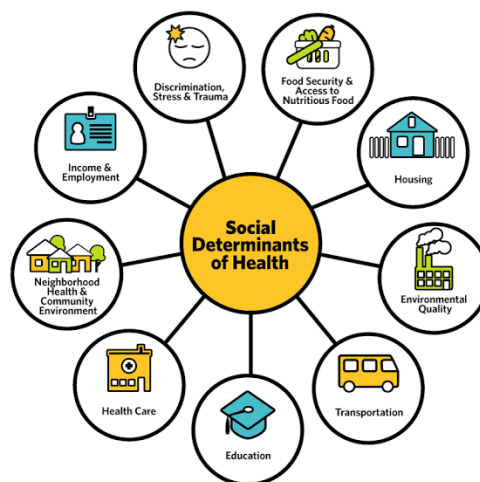 Discrimination,
Stress & Trauma
Food Security &
Access to
Nutritious Food
Income &
Employment
Housing
Social
Determinants
of Health
Neighborhood
Health &
Community
Environment
Environmental
Quality
Health Care
Transportation
Education